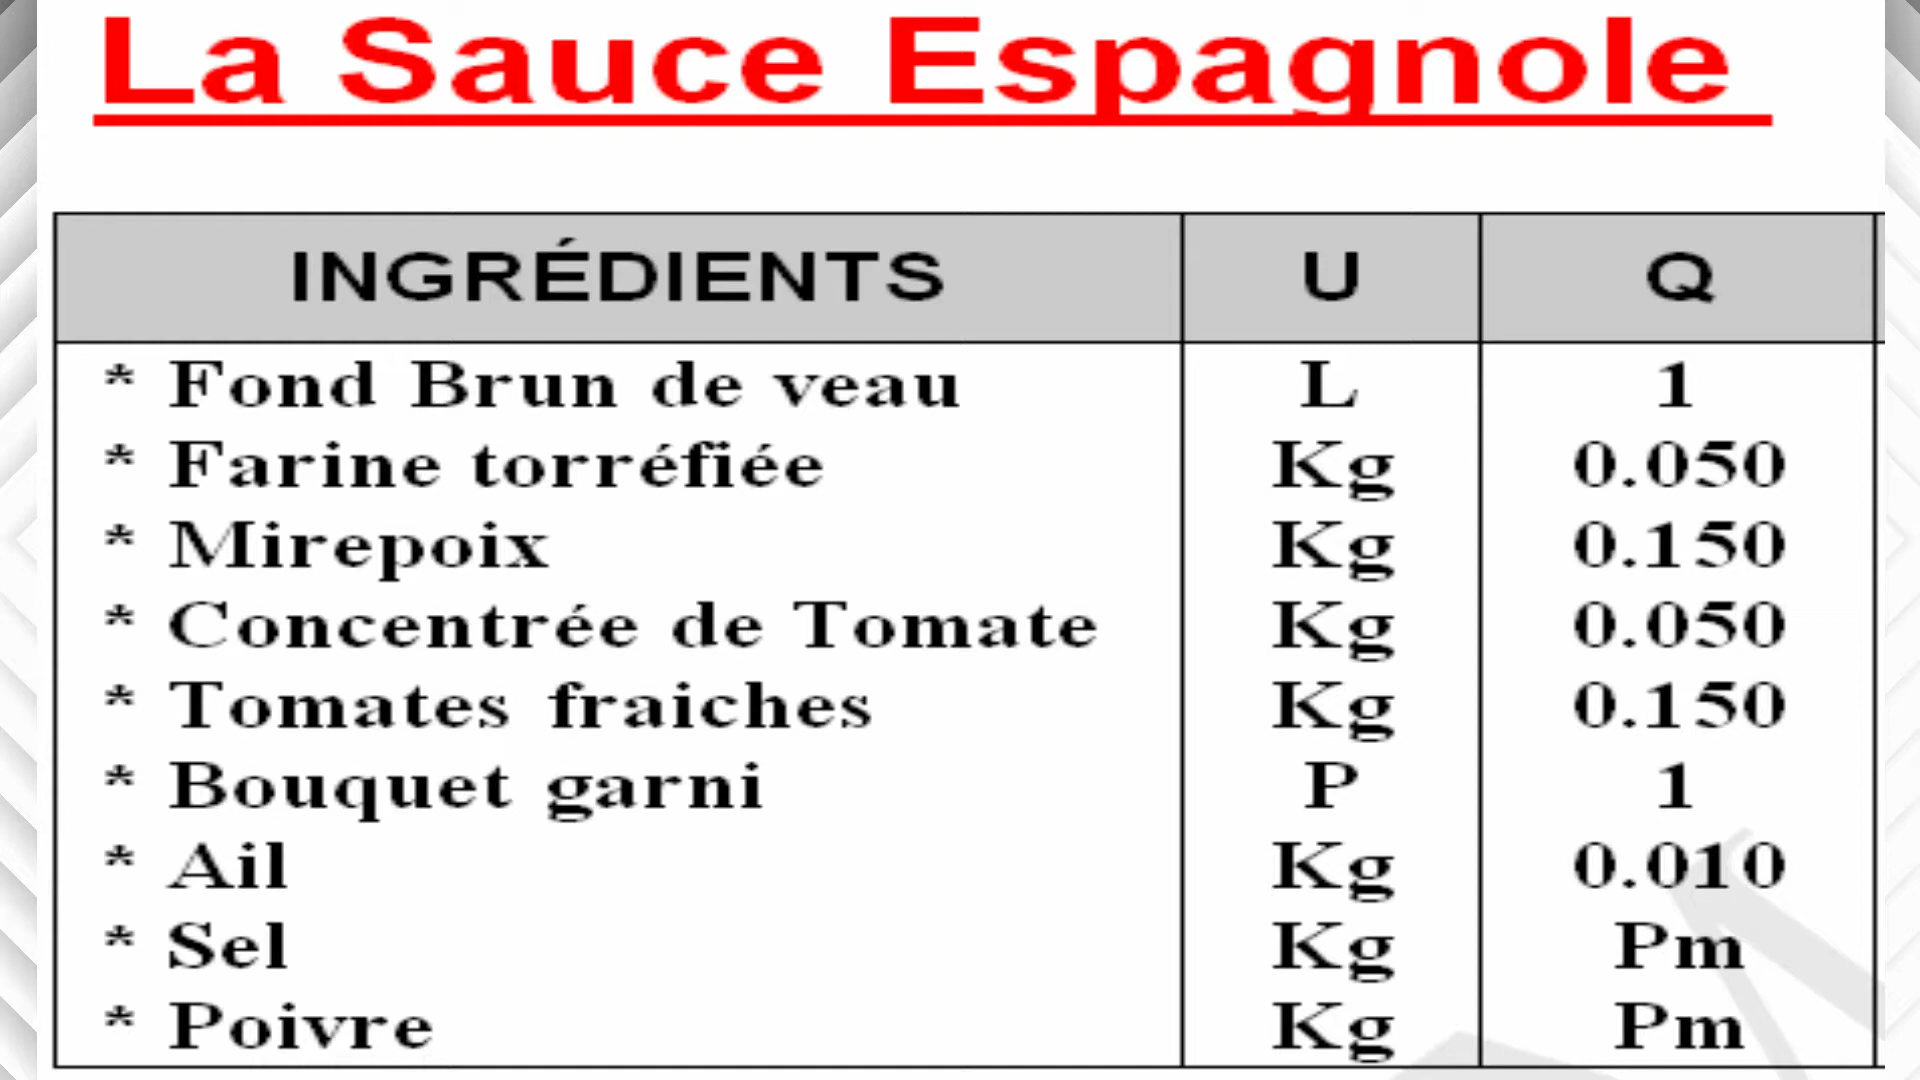 La Sauce Espagnole
INGRÉDIENTS U Q
* Fond Brun de veau L 1
* Farine torréfiée Kg 0.050
* Mirepoix Kg 0.150
* Concentrée de Tomate Kg 0.050
* Tomates fraiches Kg 0.150
* Bouquet garni P 1
* Ail Kg 0.010
* Sel Kg Pm
* Poivre Kg Pm